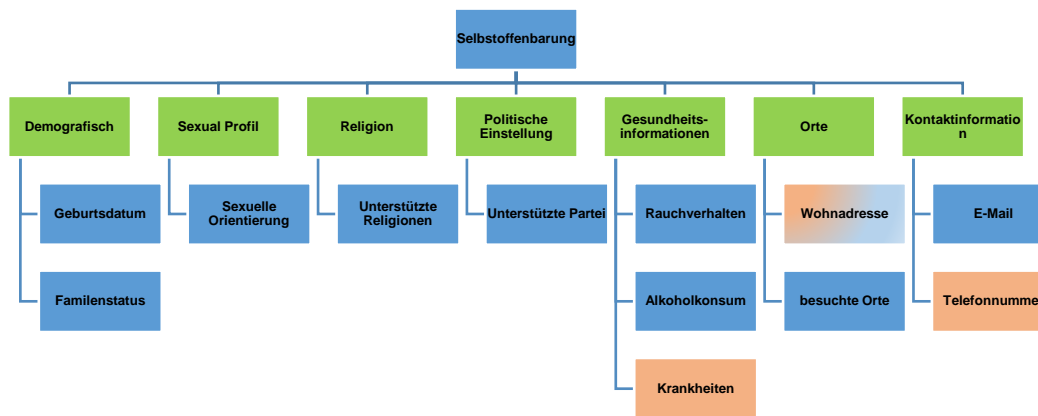 Selbstoffenbarung
Demografisch
Sexual Profil
Religion
Politische
Einstellung
Gesundheits-
informationen
Orte
Kontaktinformatio
n
Geburtsdatum
Sexuelle
Orientierung
Unterstützte
Religionen
Unterstützte Partei
Rauchverhalten
Wohnadresse
E-Mail
Familenstatus
Alkoholkonsum
besuchte Orte
Telefonnumme
Krankheiten